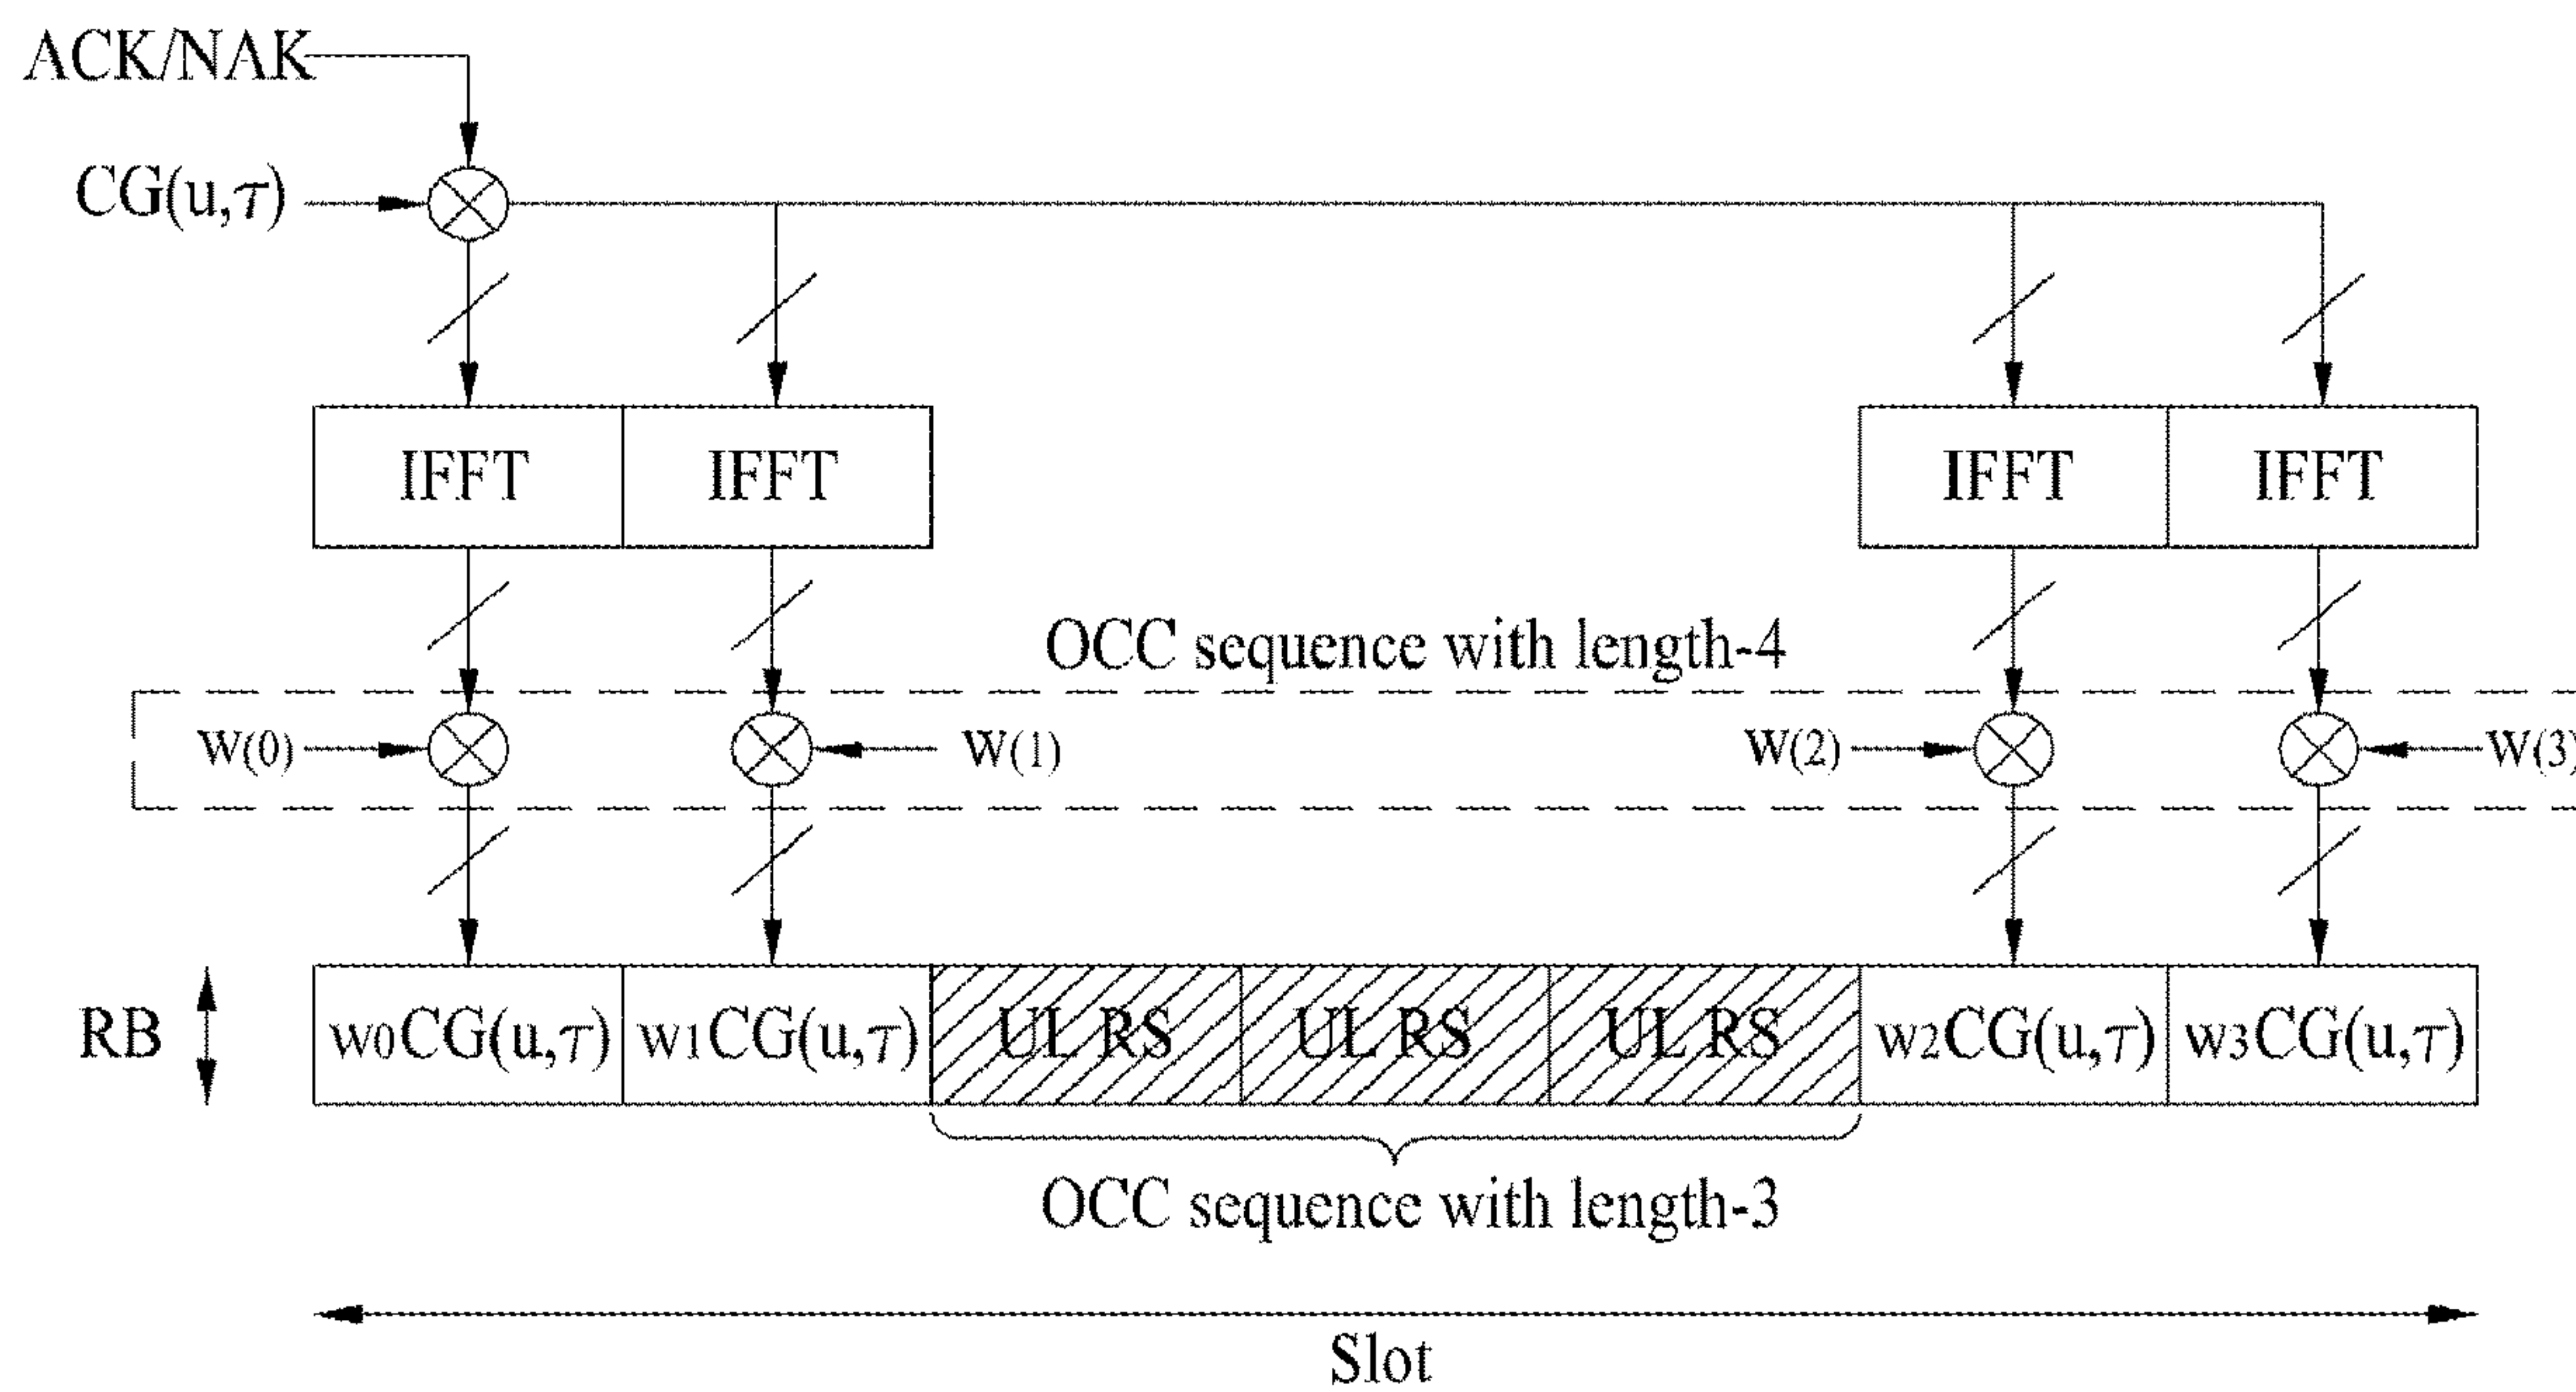 ACK/NAK
CG(u,τ)
IFFT IFFT IFFT IFFT
OCC sequence with length-4
W(0) W(1) W(2) W(3)
RB w0CG(u,τ) w1CG(u,τ) UL RS UL RS UL RS w2CG(u,τ) w3CG(u,τ)
OCC sequence with length-3
Slot